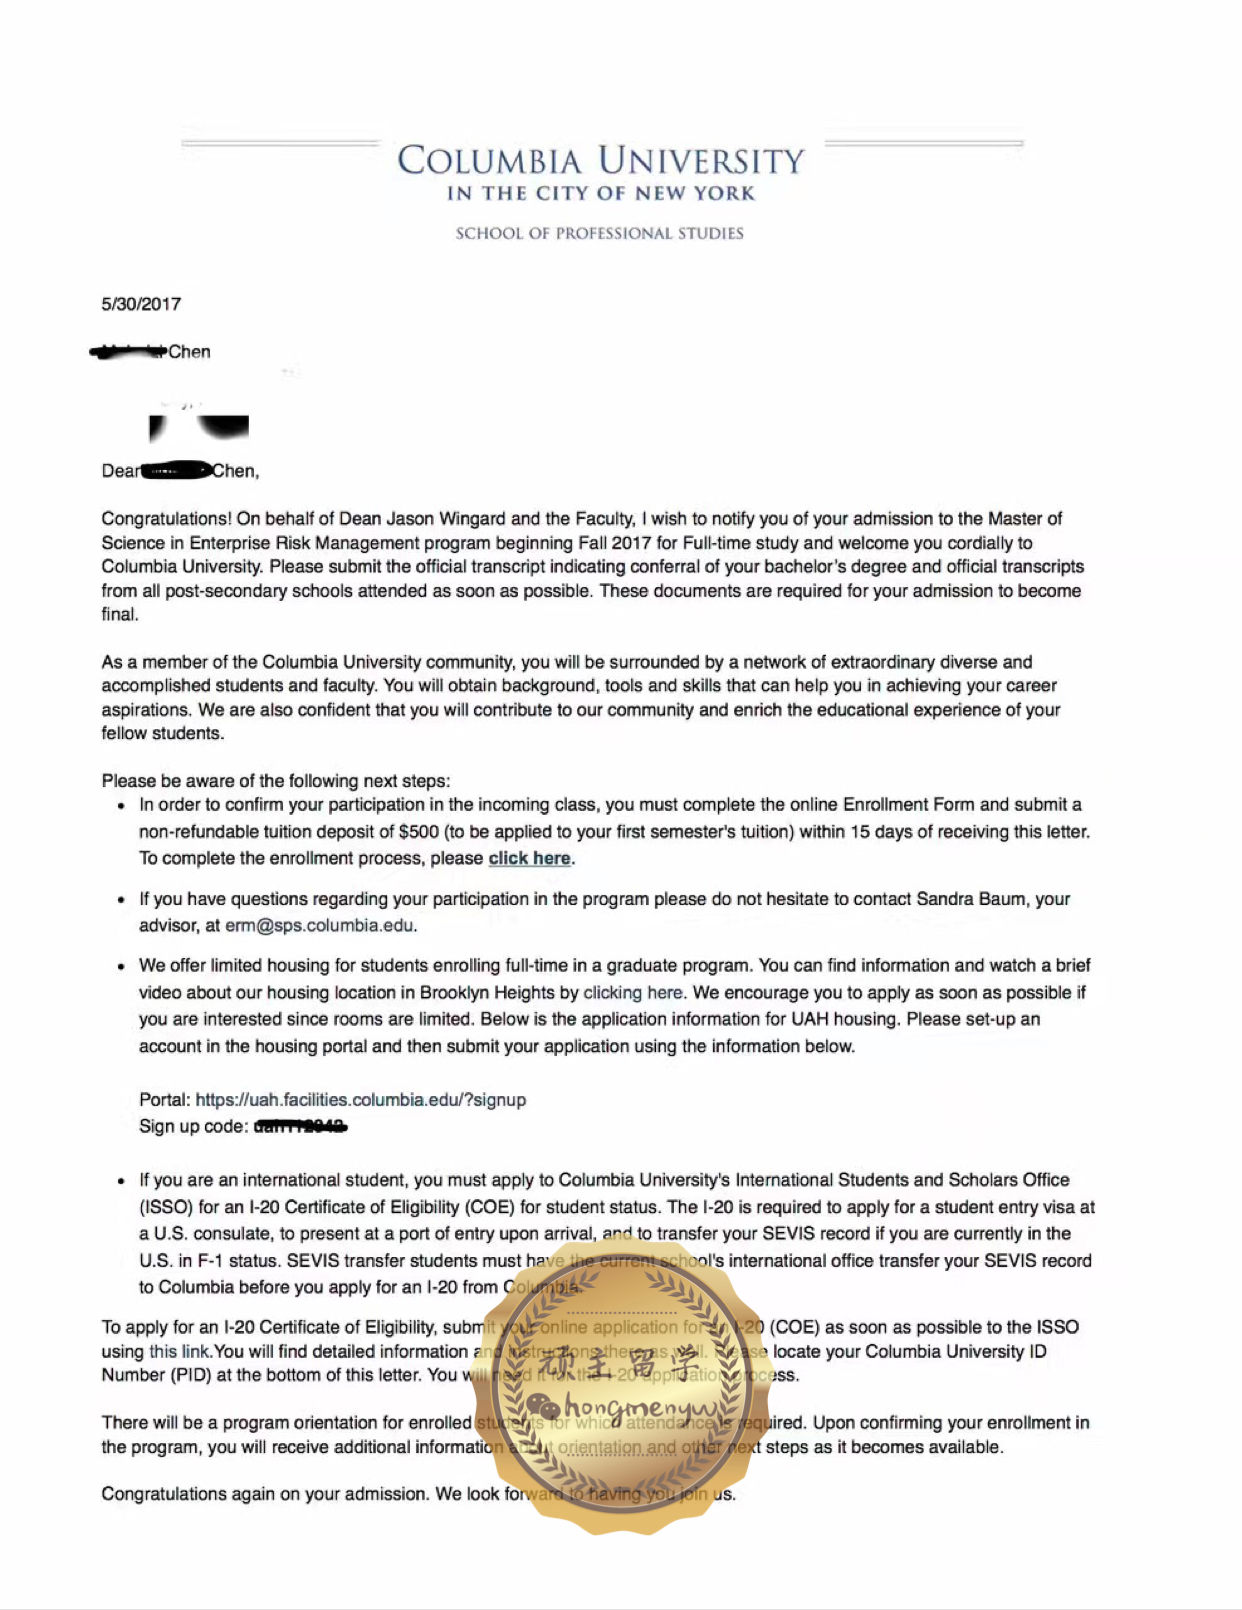 COLUMBIA UNIVERSITY
IN THE CITY OF NEW YORK
SCHOOL OF PROFESSIONAL STUDIES
5/30/2017
Chen
Dear Chen,
Congratulations! On behalf of Dean Jason Wingard and the Faculty, I wish to notify you of your admission to the Master of
Science in Enterprise Risk Management program beginning Fall 2017 for Full-time study and welcome you cordially to
Columbia University. Please submit the official transcript indicating conferral of your bachelor's degree and official transcripts
from all post-secondary schools attended as soon as possible. These documents are required for your admission to become
final.
As a member of the Columbia University community, you will be surrounded by a network of extraordinary diverse and
accomplished students and faculty. You will obtain background, tools and skills that can help you in achieving your career
aspirations. We are also confident that you will contribute to our community and enrich the educational experience of your
fellow students.
Please be aware of the following next steps:
• In order to confirm your participation in the incoming class, you must complete the online Enrollment Form and submit a
non-refundable tuition deposit of $500 (to be applied to your first semester's tuition) within 15 days of receiving this letter.
To complete the enrollment process, please click here.
• If you have questions regarding your participation in the program please do not hesitate to contact Sandra Baum, your
advisor, at erm@sps.columbia.edu.
• We offer limited housing for students enrolling full-time in a graduate program. You can find information and watch a brief
video about our housing location in Brooklyn Heights by clicking here. We encourage you to apply as soon as possible if
you are interested since rooms are limited. Below is the application information for UAH housing. Please set-up an
account in the housing portal and then submit your application using the information below.
Portal: https://uah.facilities.columbia.edu/?signup
Sign up code:
• If you are an international student, you must apply to Columbia University's International Students and Scholars Office
(ISSO) for an I-20 Certificate of Eligibility (COE) for student status. The I-20 is required to apply for a student entry visa at
a U.S. consulate, to present at a port of entry upon arrival, and to transfer your SEVIS record if you are currently in the
U.S. in F-1 status. SEVIS transfer students must have the current school's international office transfer your SEVIS record
to Columbia before you apply for an I-20 from Columbia.
To apply for an I-20 Certificate of Eligibility, submit your online application for an I-20 (COE) as soon as possible to the ISSO
using this link.You will find detailed information and instructions there as well. Please locate your Columbia University ID
Number (PID) at the bottom of this letter. You will need it for the I-20 application process.
There will be a program orientation for enrolled students for which attendance is required. Upon confirming your enrollment in
the program, you will receive additional information about orientation and other next steps as it becomes available.
Congratulations again on your admission. We look forward to having you join us.
硕主留学
hongmenyw